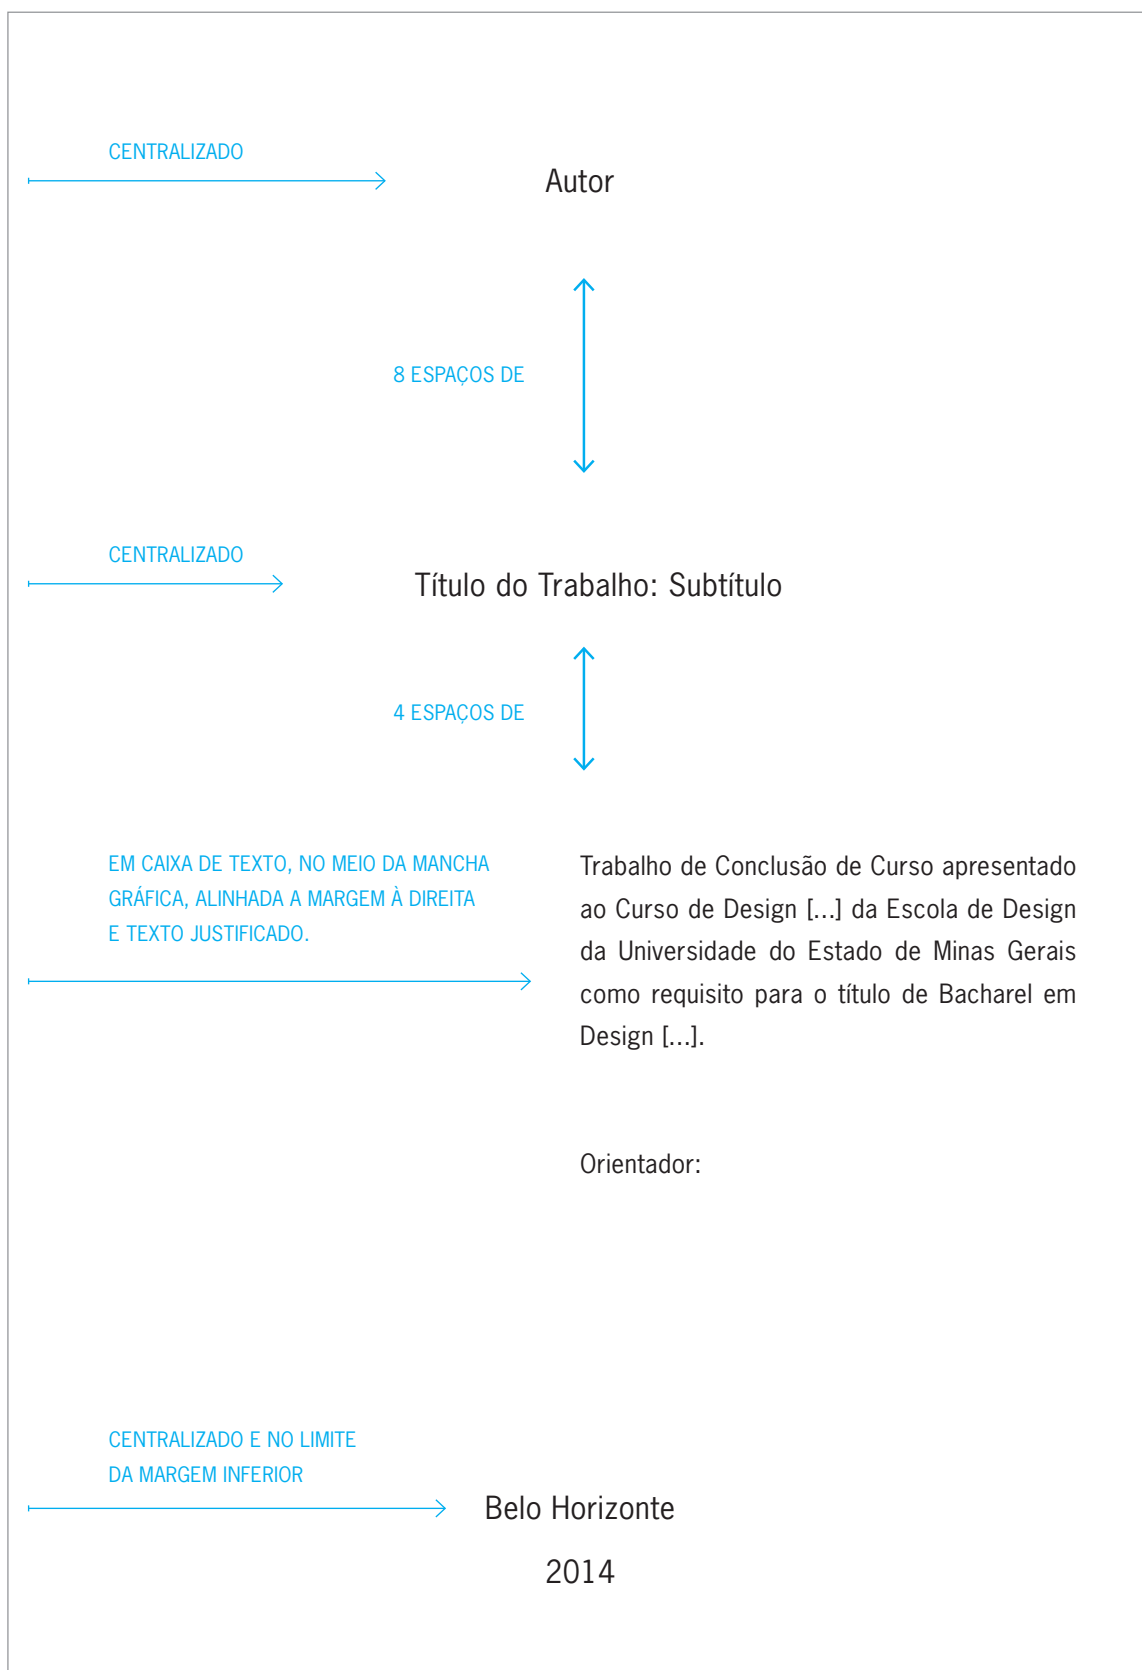 CENTRALIZADO
Autor
8 ESPAÇOS DE
CENTRALIZADO
Título do Trabalho: Subtítulo
4 ESPAÇOS DE
EM CAIXA DE TEXTO, NO MEIO DA MANCHA
GRÁFICA, ALINHADA A MARGEM À DIREITA
E TEXTO JUSTIFICADO.
Trabalho de Conclusão de Curso apresentado
ao Curso de Design [...] da Escola de Design
da Universidade do Estado de Minas Gerais
como requisito para o título de Bacharel em
Design [...].
Orientador:
CENTRALIZADO E NO LIMITE
DA MARGEM INFERIOR
Belo Horizonte
2014